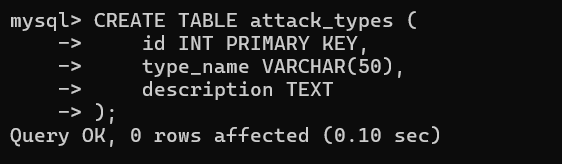 mysql> CREATE TABLE attack_types (
    ->     id INT PRIMARY KEY,
    ->     type_name VARCHAR(50),
    ->     description TEXT
    -> );
Query OK, 0 rows affected (0.10 sec)